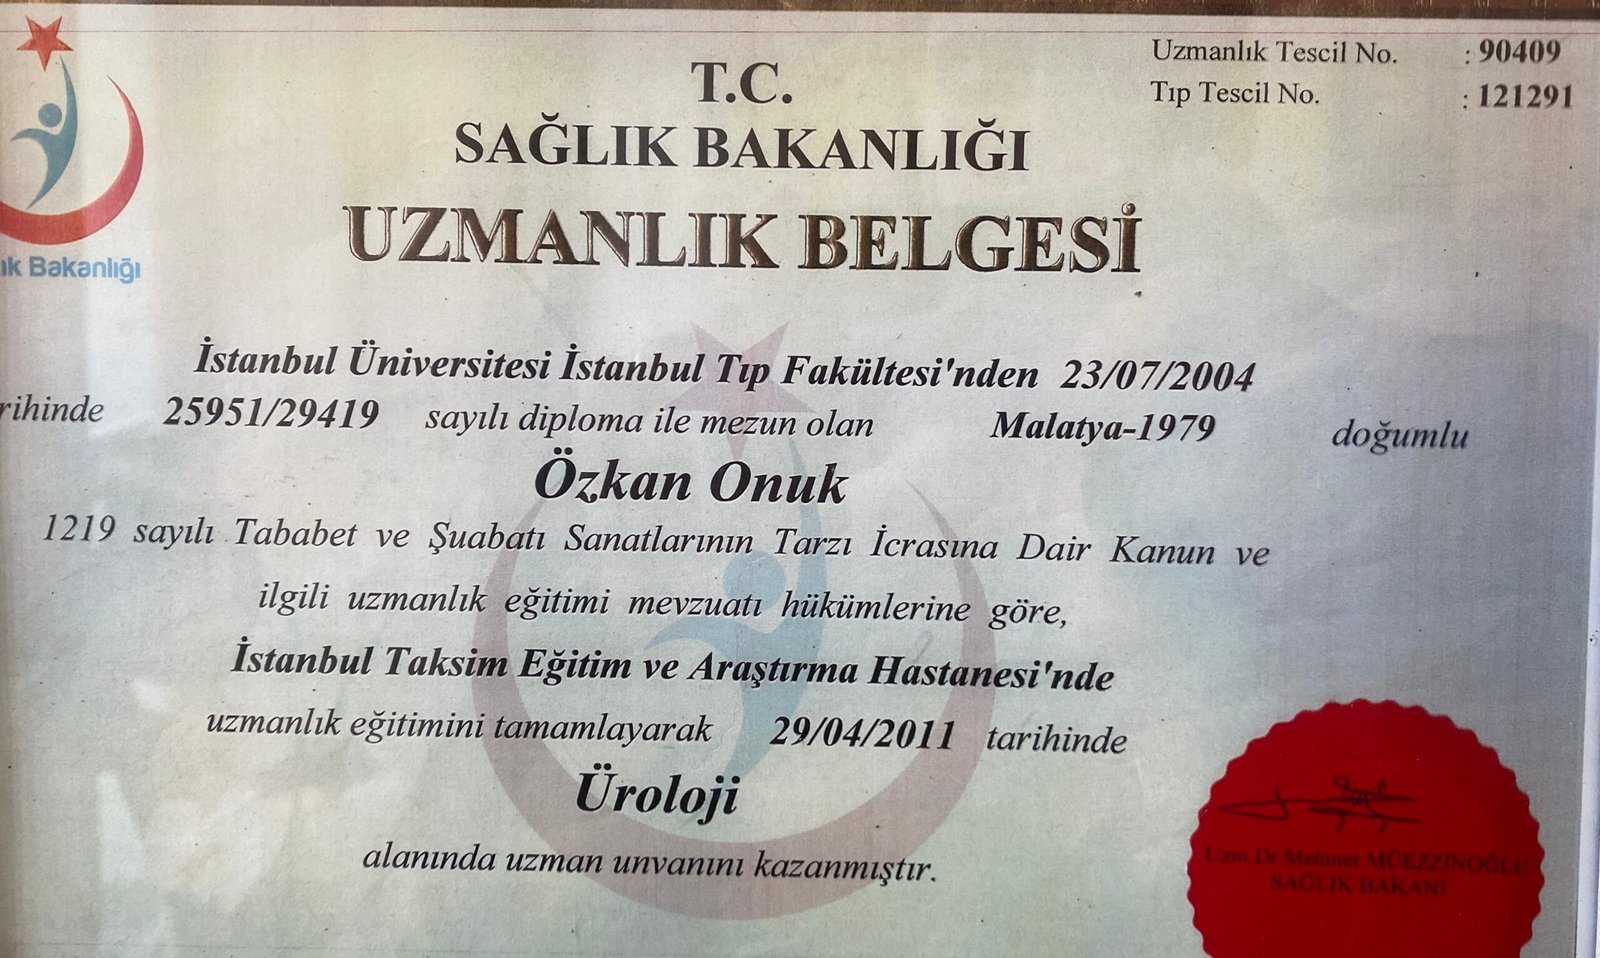 Uzmanlık Tescil No. : 90409
Tıp Tescil No. : 121291
T.C.
SAĞLIK BAKANLIĞI
UZMANLIK BELGESİ
ık Bakanlığı
İstanbul Üniversitesi İstanbul Tıp Fakültesi'nden 23/07/2004
rihinde 25951/29419 sayılı diploma ile mezun olan Malatya-1979 doğumlu
Özkan Onuk
1219 sayılı Tababet ve Şuabatı Sanatlarının Tarzı İcrasına Dair Kanun ve
ilgili uzmanlık eğitimi mevzuatı hükümlerine göre,
İstanbul Taksim Eğitim ve Araştırma Hastanesi'nde
uzmanlık eğitimini tamamlayarak 29/04/2011 tarihinde
Üroloji
alanında uzman unvanını kazanmıştır.
Uzm.Dr.Mehmet MÜEZZİNOĞLU
SAĞLIK BAKANI